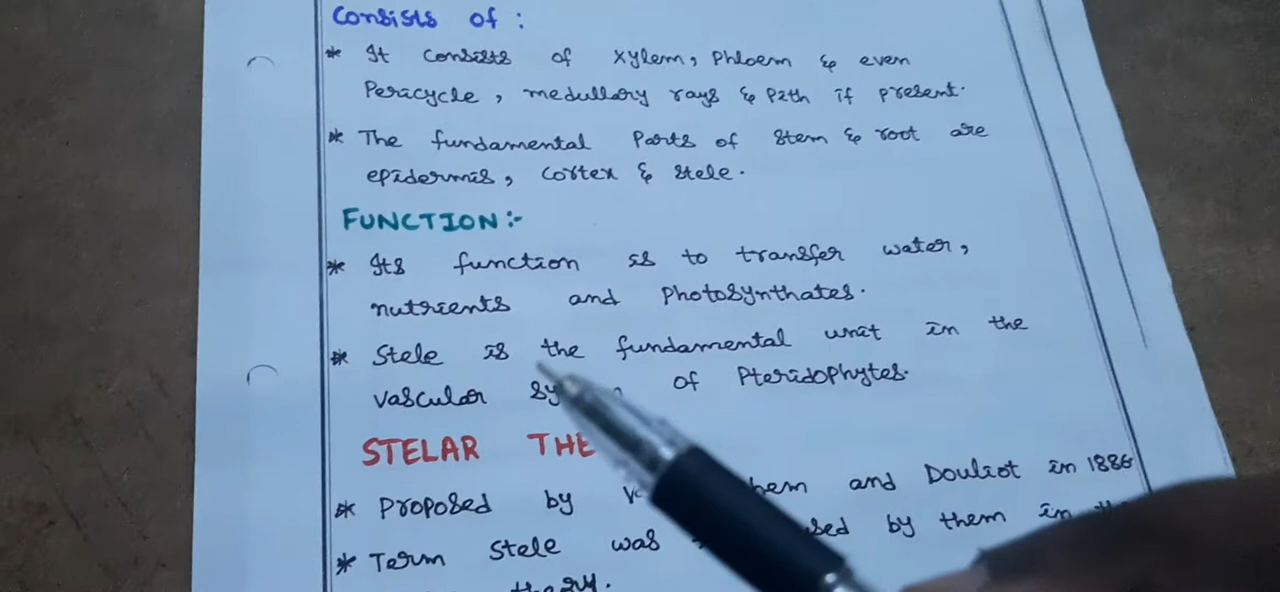 Consists of :
* It consists of xylem, Phloem & even
Pericycle, medullary rays & Pith if present.
* The fundamental Parts of Stem & root are
epidermis, cortex & stele.
FUNCTION:-
* Its function is to transfer water,
nutrients and Photosynthates.
* Stele is the fundamental unit in the
vascular of Pteridophytes.
STELAR
* Proposed by and Douliot in 1886
* Term Stele was by them in